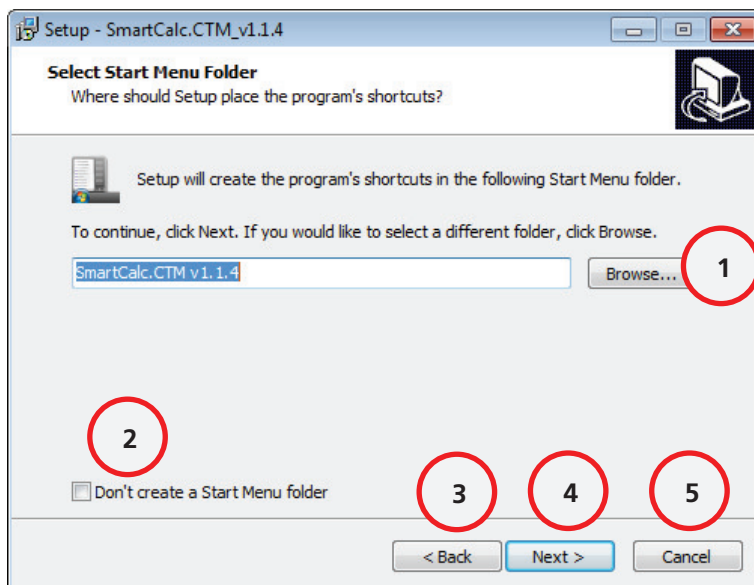 Setup - SmartCalc.CTM_v1.1.4
Select Start Menu Folder
Where should Setup place the program's shortcuts?
Setup will create the program's shortcuts in the following Start Menu folder.
To continue, click Next. If you would like to select a different folder, click Browse.
SmartCalc.CTM v1.1.4 Browse... 1
2
Don't create a Start Menu folder 3 4 5
< Back Next > Cancel